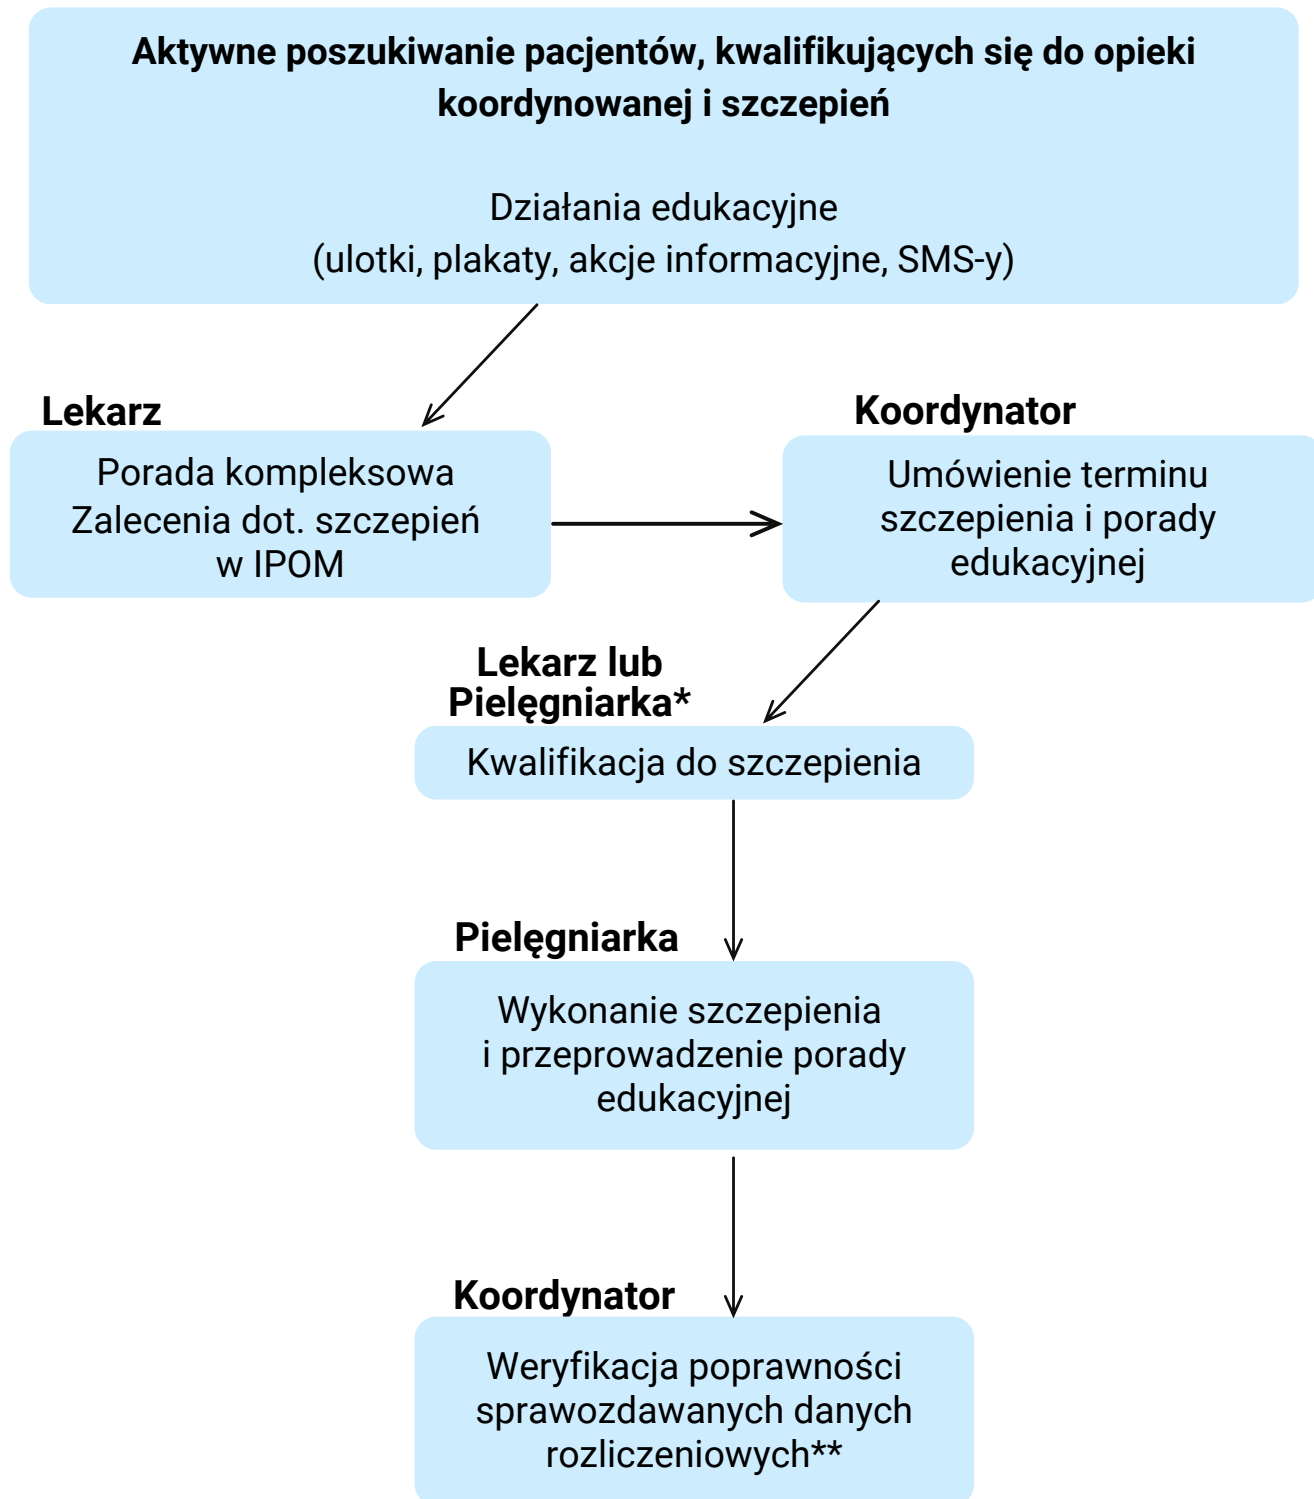 Aktywne poszukiwanie pacjentów, kwalifikujących się do opieki
koordynowanej i szczepień
Działania edukacyjne
(ulotki, plakaty, akcje informacyjne, SMS-y)
Lekarz
Porada kompleksowa
Zalecenia dot. szczepień
w IPOM
Koordynator
Umówienie terminu
szczepienia i porady
edukacyjnej
Lekarz lub
Pielęgniarka*
Kwalifikacja do szczepienia
Pielęgniarka
Wykonanie szczepienia
i przeprowadzenie porady
edukacyjnej
Koordynator
Weryfikacja poprawności
sprawozdawanych danych
rozliczeniowych**